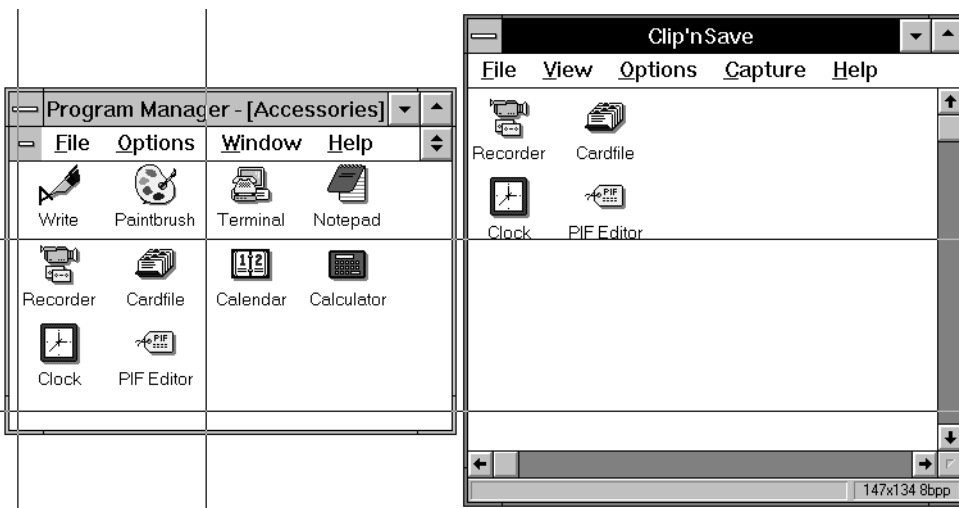 Program Manager - [Accessories]
File Options Window Help
Write Paintbrush Terminal Notepad
Recorder Cardfile Calendar Calculator
Clock PIF Editor
Clip'nSave
File View Options Capture Help
Recorder Cardfile
Clock PIF Editor
147x134 8bpp